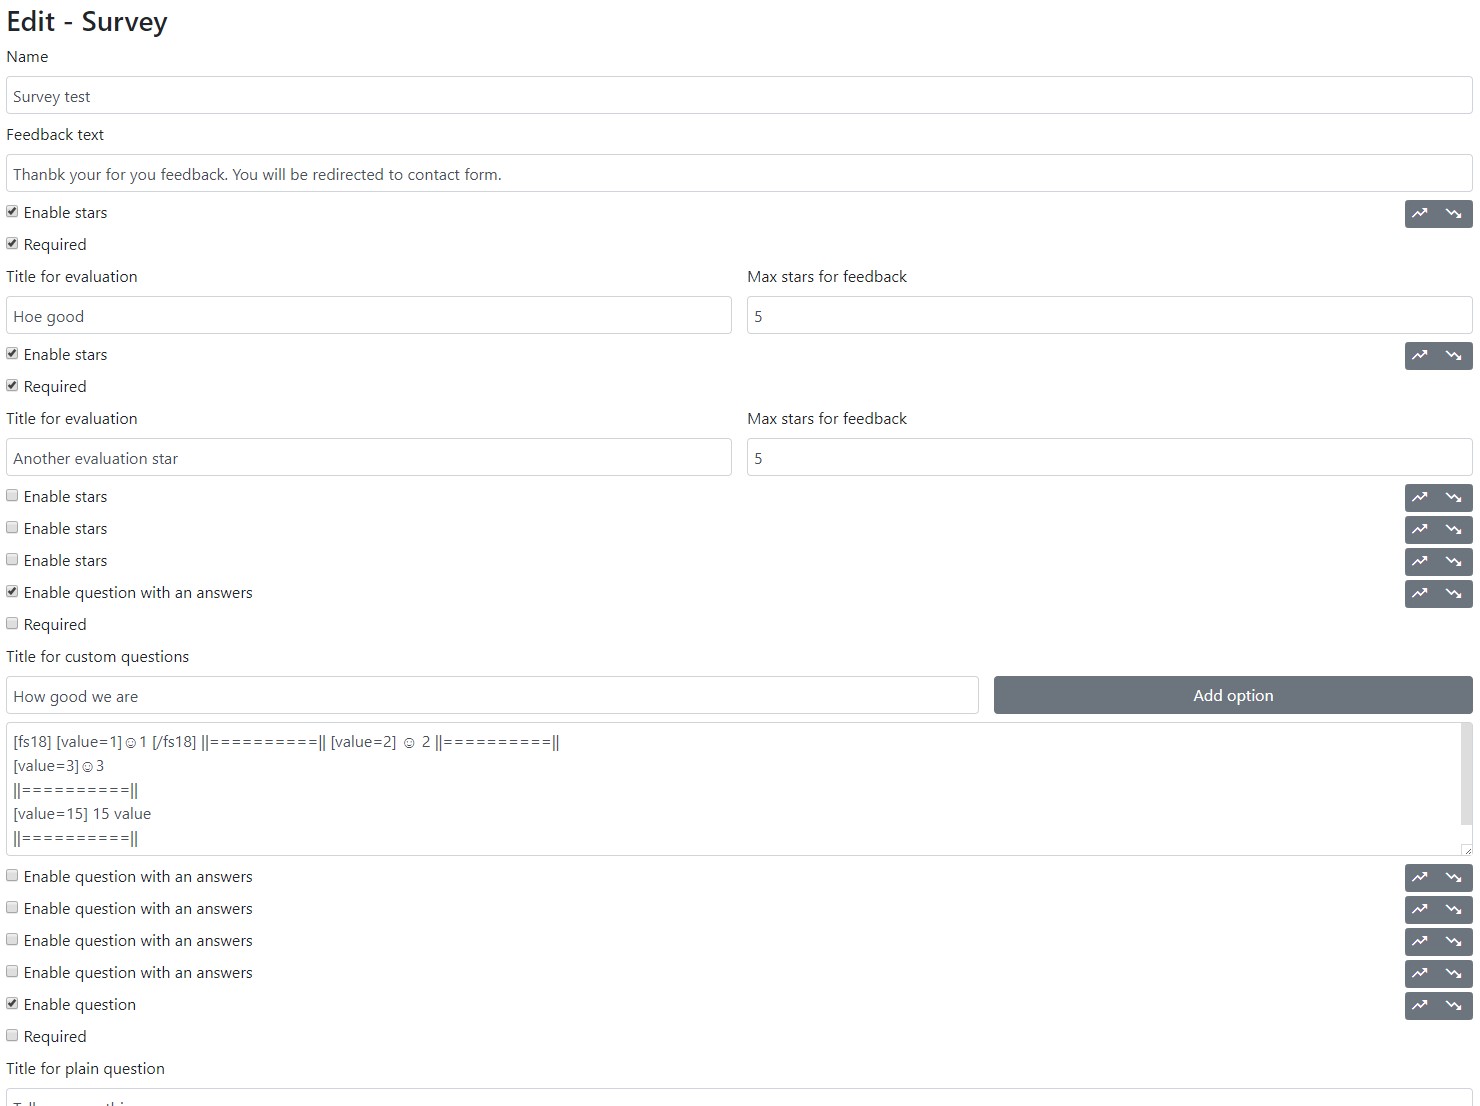 Edit - Survey
Name
Survey test
Feedback text
Thanbk your for you feedback. You will be redirected to contact form.
Enable stars
Required
Title for evaluation Max stars for feedback
Hoe good 5
Enable stars
Required
Title for evaluation Max stars for feedback
Another evaluation star 5
Enable stars
Enable stars
Enable stars
Enable question with an answers
Required
Title for custom questions
How good we are Add option
[fs18] [value=1]☺1 [/fs18] ||==========|| [value=2] ☺ 2 ||==========||
[value=3]☺3
||==========||
[value=15] 15 value
||==========||
Enable question with an answers
Enable question with an answers
Enable question with an answers
Enable question with an answers
Enable question
Required
Title for plain question